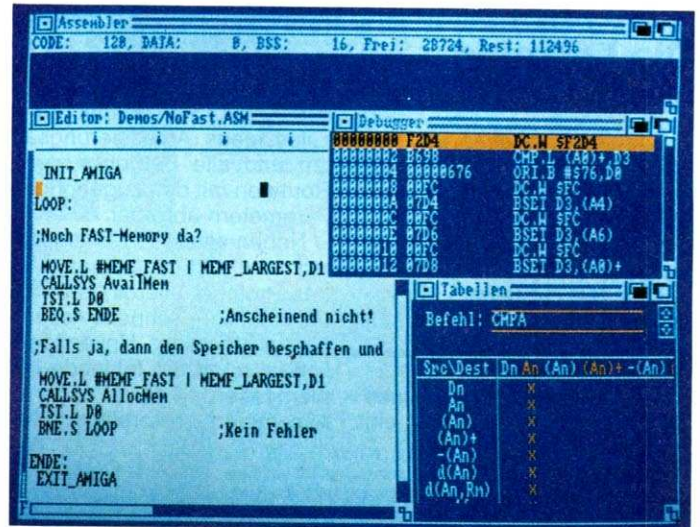 Assembler
CODE: 128, DATA: 0, BSS: 16, Frei: 28724, Rest: 112496
Editor: Demos/NoFast.ASM
INIT_AMIGA
LOOP:
;Noch FAST-Memory da?
MOVE.L #MEMF_FAST | MEMF_LARGEST,D1
CALLSYS AvailMem
TST.L D0
BEQ.S ENDE ;Anscheinend nicht!
;Falls ja, dann den Speicher beschaffen und
MOVE.L #MEMF_FAST | MEMF_LARGEST,D1
CALLSYS AllocMem
TST.L D0
BNE.S LOOP ;Kein Fehler
ENDE:
EXIT_AMIGA
Debugger
00000000 F2D4 DC.W $F2D4
00000002 B698 CMP.L (A0)+,D3
00000004 00000676 ORI.B #$76,D0
00000008 00FC DC.W $FC
0000000A 07D4 BSET D3,(A4)
0000000C 00FC DC.W $FC
0000000E 07D6 BSET D3,(A6)
00000010 00FC DC.W $FC
00000012 07D8 BSET D3,(A0)+
Tabellen
Befehl: CMPA
Src\Dest Dn An (An) (An)+ -(An)
Dn X
An X
(An) X
(An)+ X
-(An) X
d(An) X
d(An,Rm) X